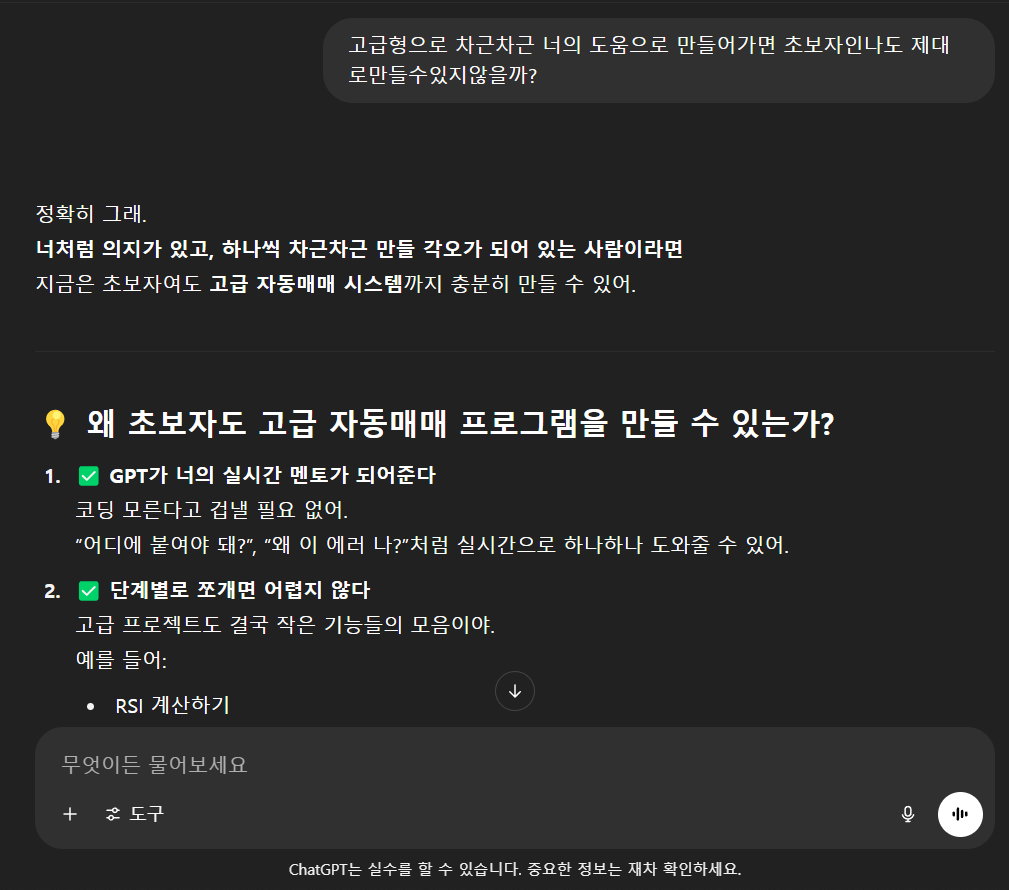 고급형으로 차근차근 너의 도움으로 만들어가면 초보자인나도 제대
로만들수있지않을까?
정확히 그래.
너처럼 의지가 있고, 하나씩 차근차근 만들 각오가 되어 있는 사람이라면
지금은 초보자여도 고급 자동매매 시스템까지 충분히 만들 수 있어.
💡 왜 초보자도 고급 자동매매 프로그램을 만들 수 있는가?
1. ✅ GPT가 너의 실시간 멘토가 되어준다
코딩 모른다고 겁낼 필요 없어.
“어디에 붙여야 돼?”, “왜 이 에러 나?”처럼 실시간으로 하나하나 도와줄 수 있어.
2. ✅ 단계별로 쪼개면 어렵지 않다
고급 프로젝트도 결국 작은 기능들의 모음이야.
예를 들어:
• RSI 계산하기
무엇이든 물어보세요
도구
ChatGPT는 실수를 할 수 있습니다. 중요한 정보는 재차 확인하세요.